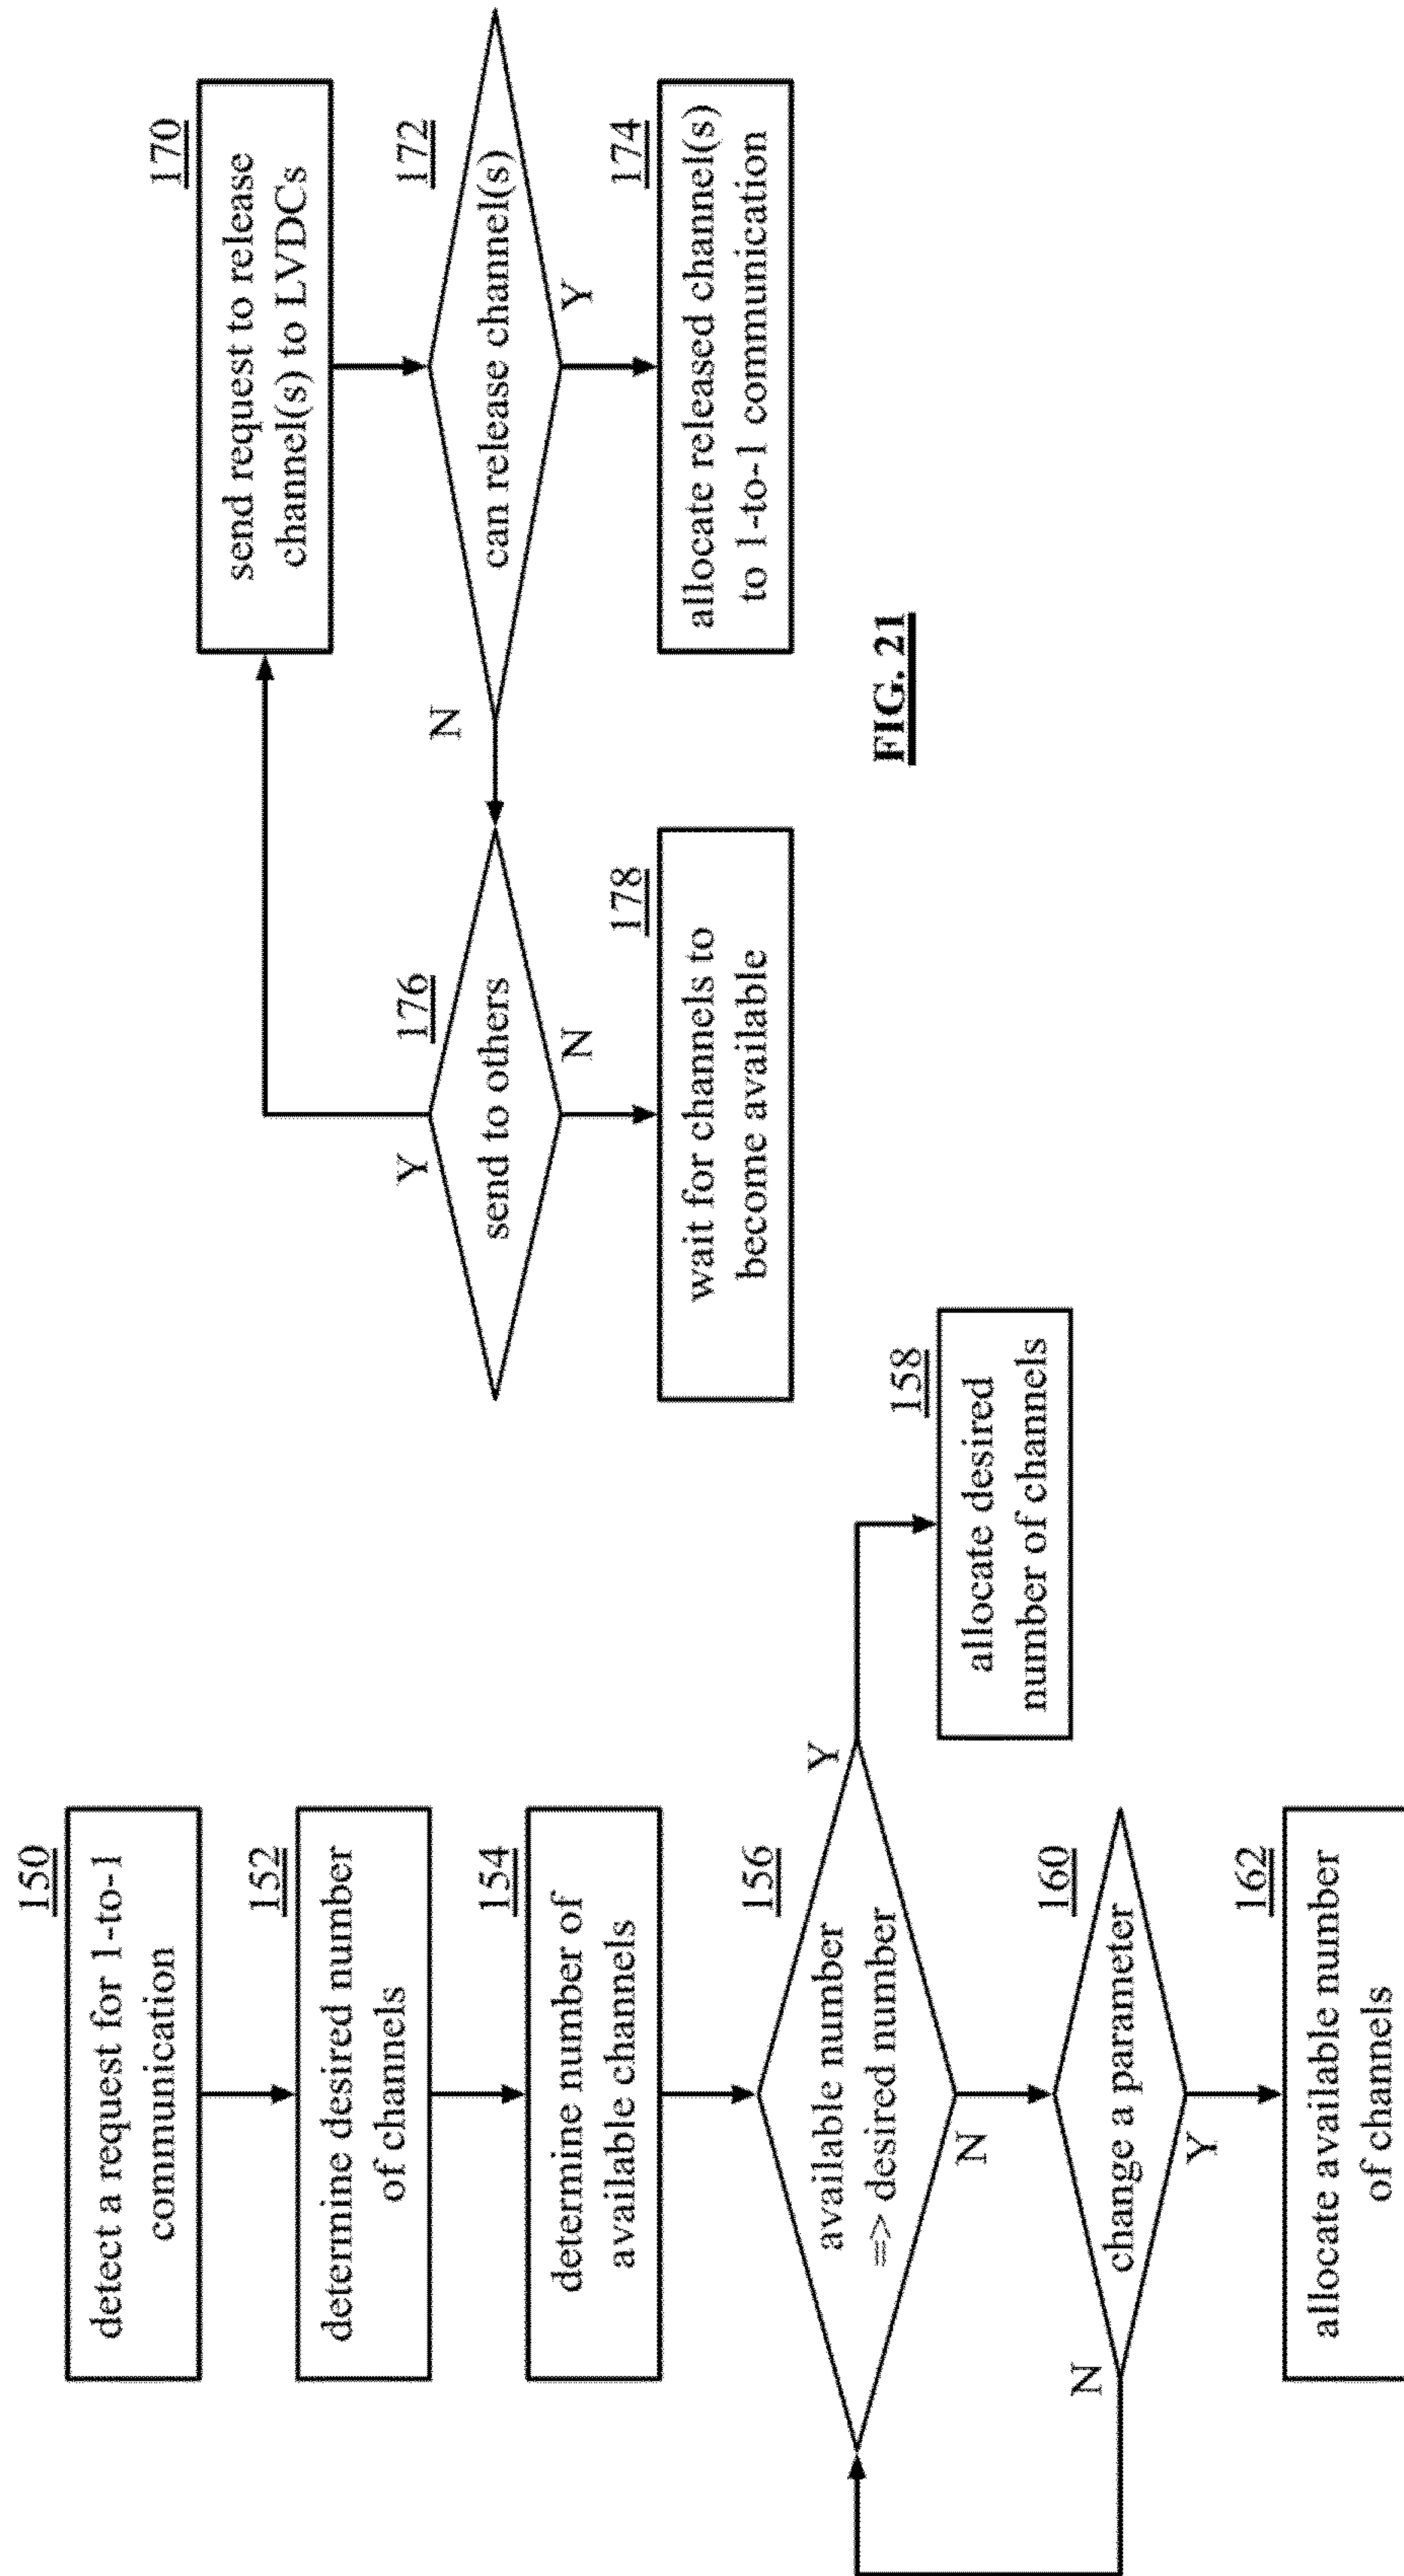 150
detect a request for 1-to-1
communication
152
determine desired number
of channels
154
determine number of
available channels
156
available number
=> desired number
Y
N
158
allocate desired
number of channels
160
change a parameter
N
Y
162
allocate available number
of channels
170
send request to release
channel(s) to LVDCs
172
can release channel(s)
N
Y
174
allocate released channel(s)
to 1-to-1 communication
176
send to others
Y
N
178
wait for channels to
become available
FIG. 21